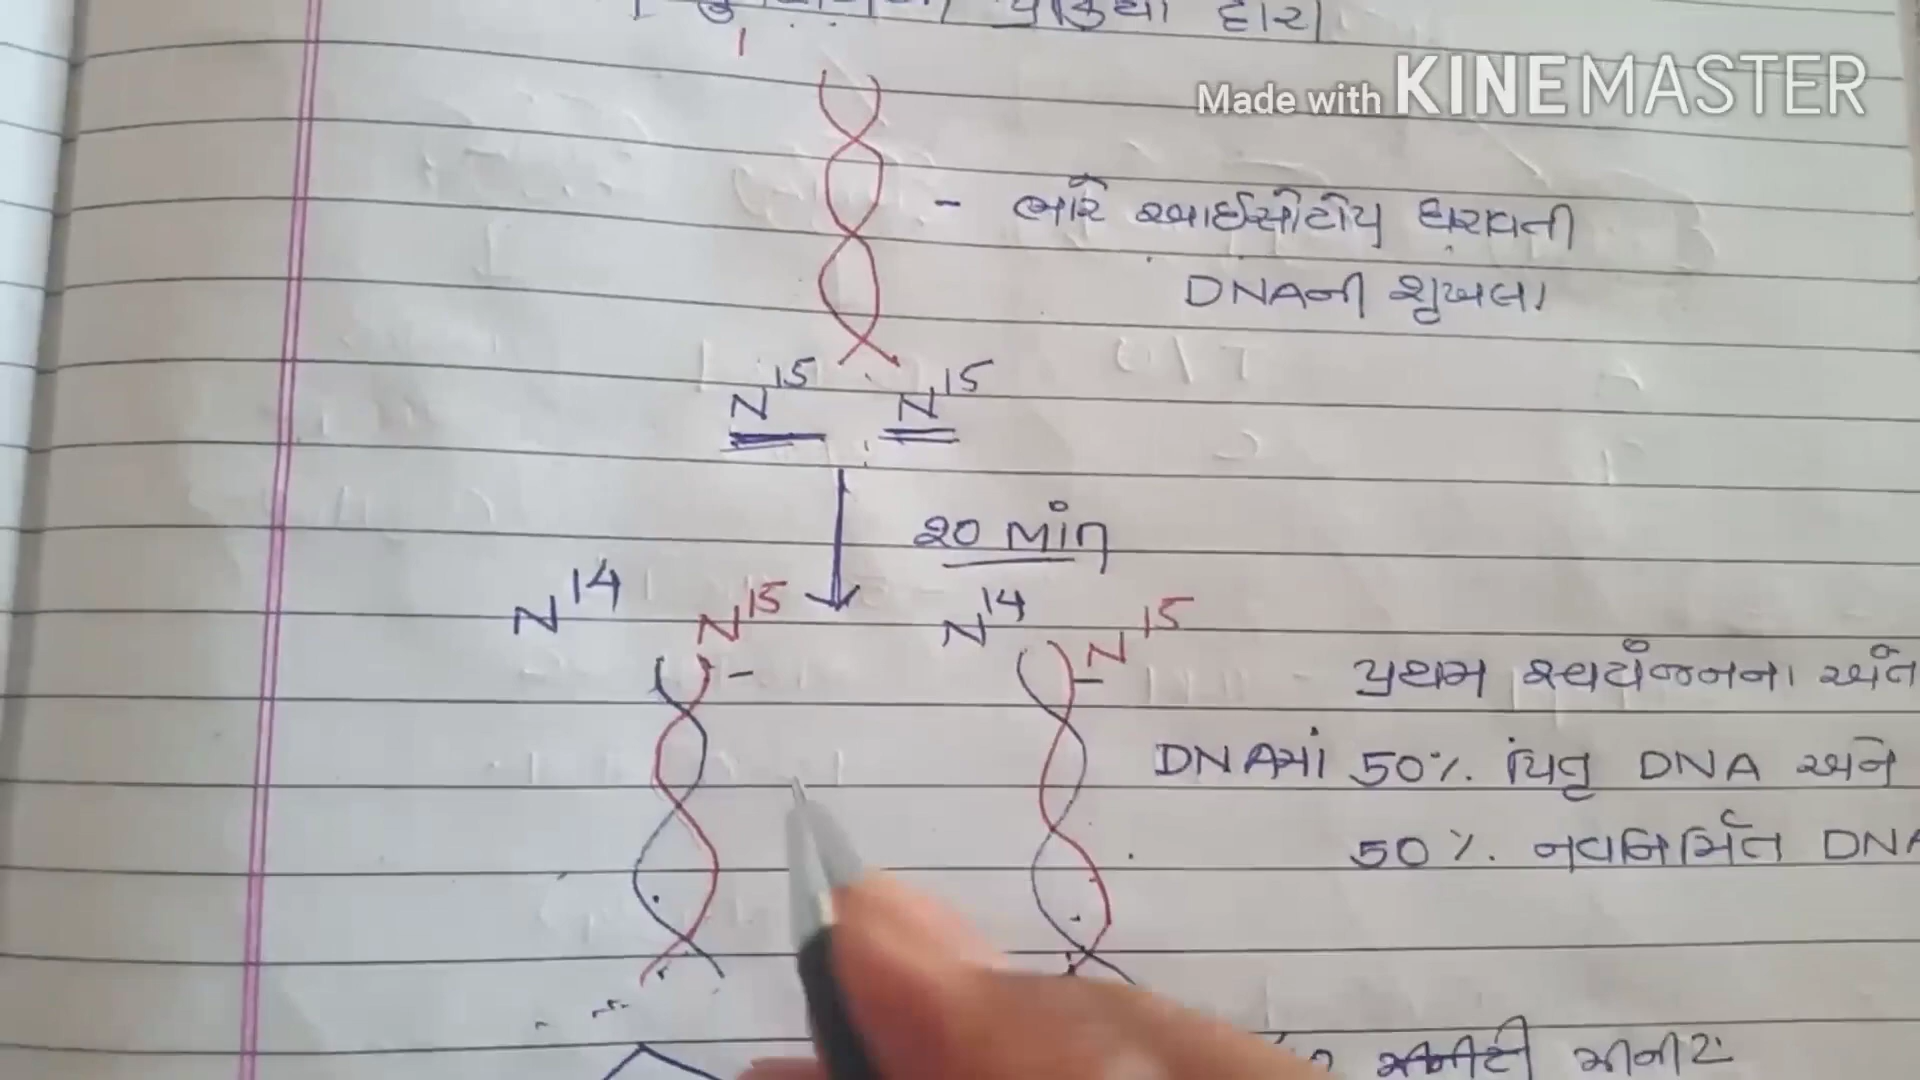 પ્રક્રિયા દ્વારા
Made with KINEMASTER
- ભારે આઈસોટોપ ધરાવતી
DNAની શૃંખલા
N15 N15
20 Min
N14 N15 N14 N15
પ્રથમ સ્વયંજનના અંત
DNAમાં 50% પિતૃ DNA અને
50% નવનિર્મિત DNA
મીનીટ